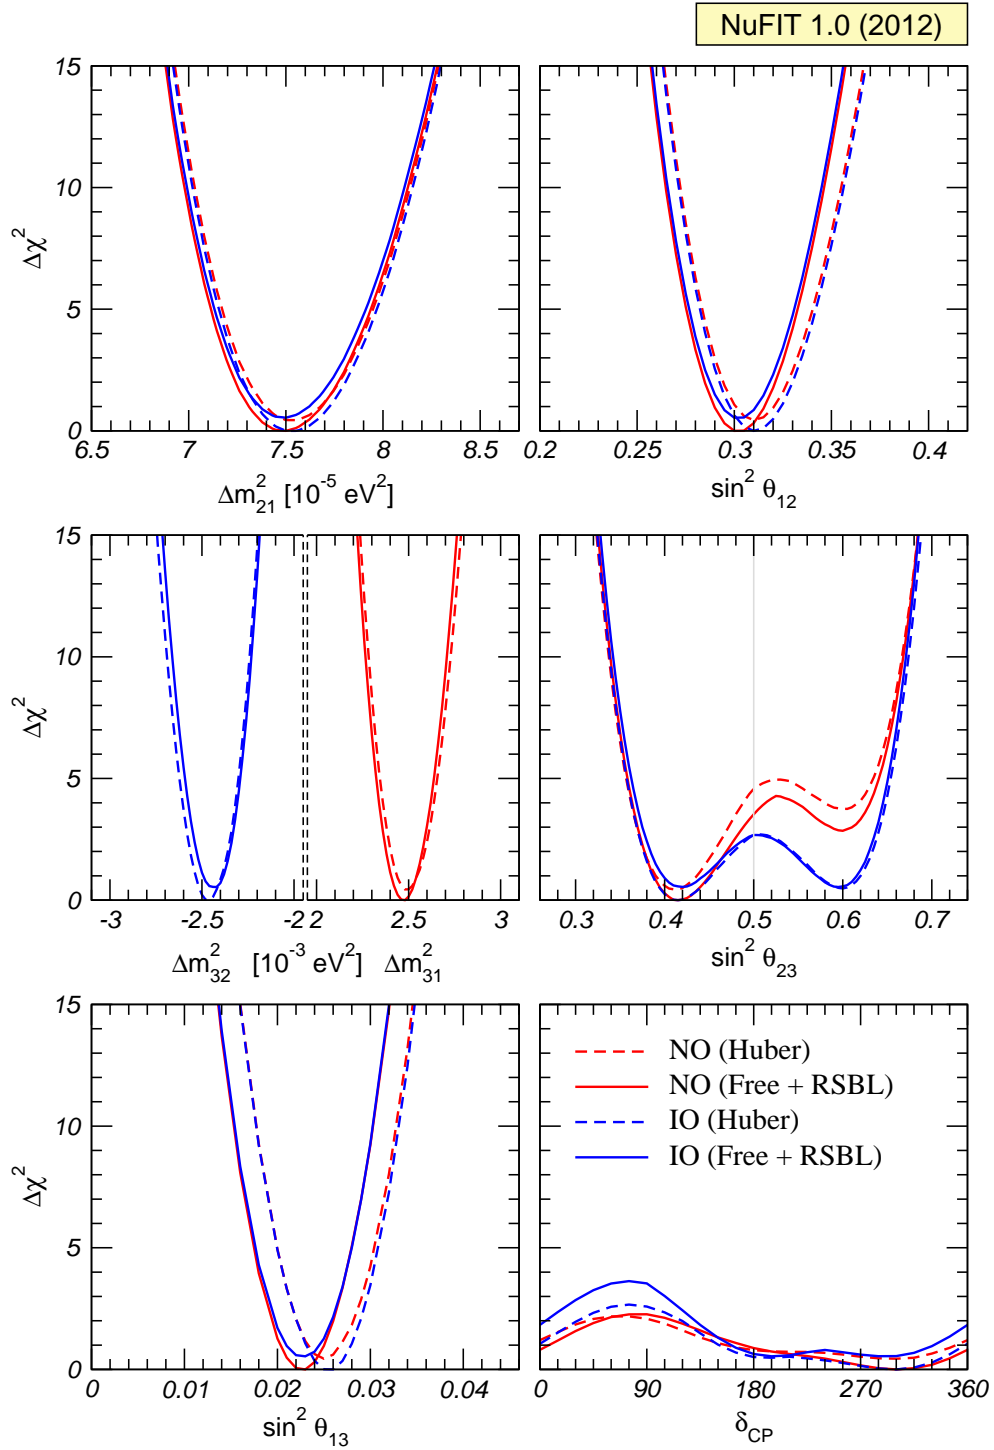 NuFIT 1.0 (2012)
15
10
5
0
Δχ²
6.5 7 7.5 8 8.5
Δm²₂₁ [10⁻⁵ eV²]
0.2 0.25 0.3 0.35 0.4
sin² θ₁₂
15
10
5
0
Δχ²
-3 -2.5 -2 2 2.5 3
Δm²₃₂ [10⁻³ eV²] Δm²₃₁
0.3 0.4 0.5 0.6 0.7
sin² θ₂₃
15
10
5
0
Δχ²
0 0.01 0.02 0.03 0.04
sin² θ₁₃
NO (Huber)
NO (Free + RSBL)
IO (Huber)
IO (Free + RSBL)
0 90 180 270 360
δ_CP